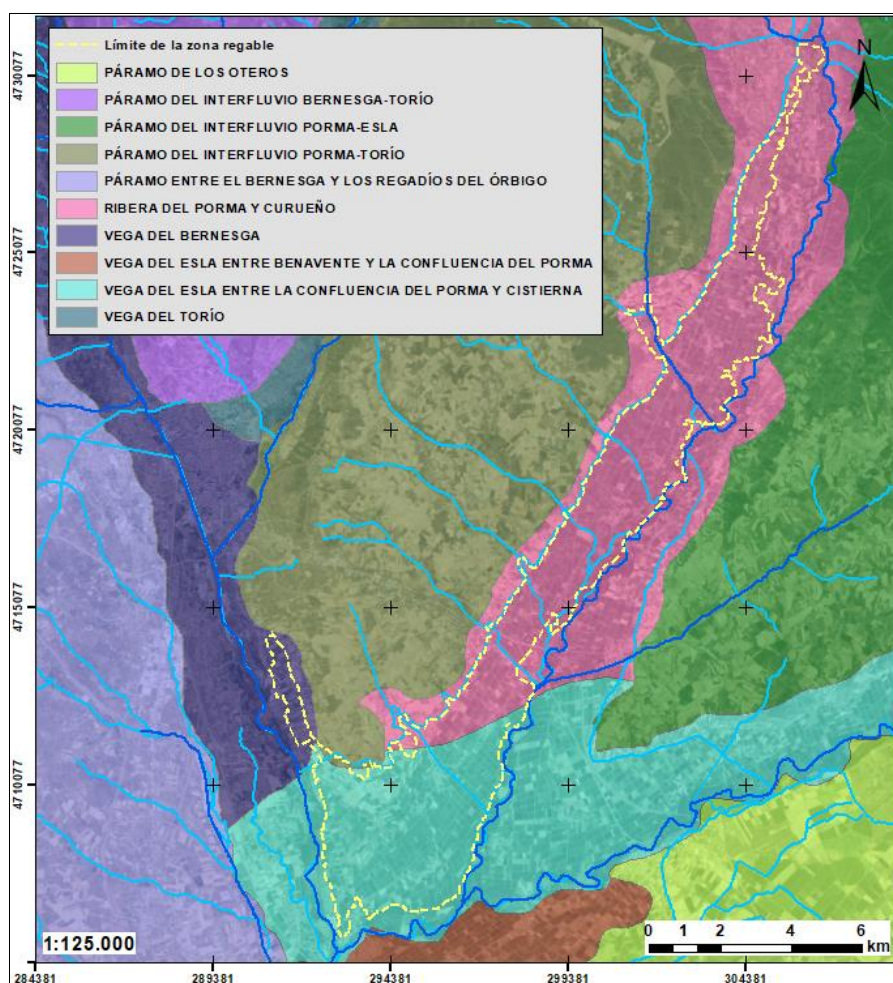 Límite de la zona regable
PÁRAMO DE LOS OTEROS
PÁRAMO DEL INTERFLUVIO BERNESGA-TORÍO
PÁRAMO DEL INTERFLUVIO PORMA-ESLA
PÁRAMO DEL INTERFLUVIO PORMA-TORÍO
PÁRAMO ENTRE EL BERNESGA Y LOS REGADÍOS DEL ÓRBIGO
RIBERA DEL PORMA Y CURUEÑO
VEGA DEL BERNESGA
VEGA DEL ESLA ENTRE BENAVENTE Y LA CONFLUENCIA DEL PORMA
VEGA DEL ESLA ENTRE LA CONFLUENCIA DEL PORMA Y CISTIERNA
VEGA DEL TORÍO
N
4730077
4725077
4720077
4715077
4710077
1:125.000
0 1 2 4 6
km
284381 289381 294381 299381 304381